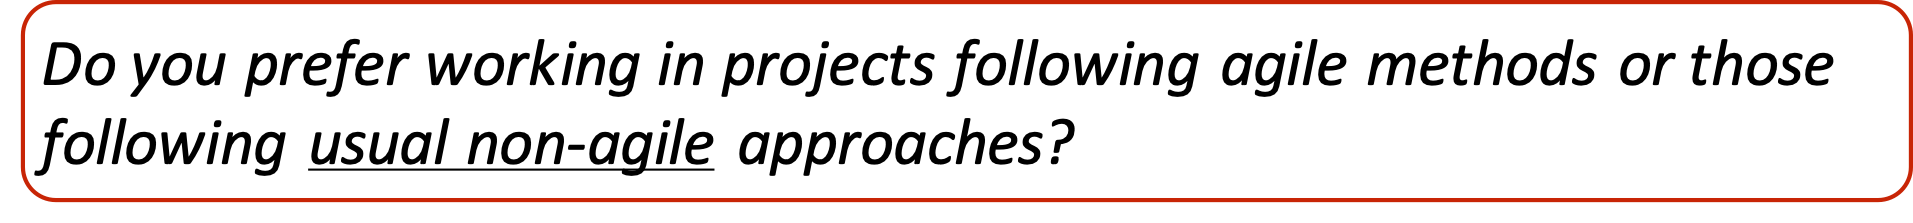 Do you prefer working in projects following agile methods or those
following usual non-agile approaches?